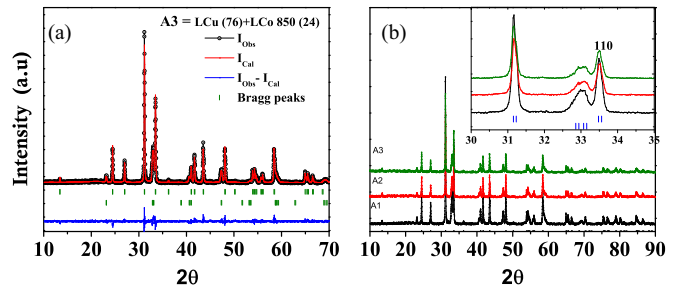 (a)
A3 = LCu (76)+LCo 850 (24)
I_Obs
I_Cal
I_Obs - I_Cal
Bragg peaks
Intensity (a.u)
10 20 30 40 50 60 70
2θ
(b)
110
30 31 32 33 34 35
A3
A2
A1
10 20 30 40 50 60 70 80 90
2θ